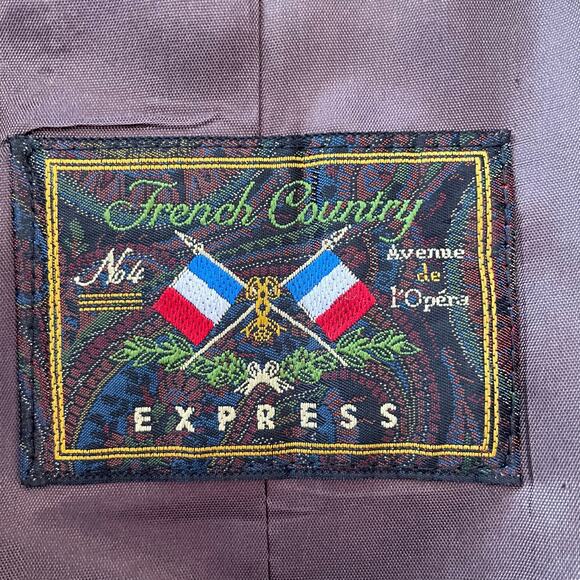 French Country
No4
Avenue
de
l'Opéra
EXPRESS